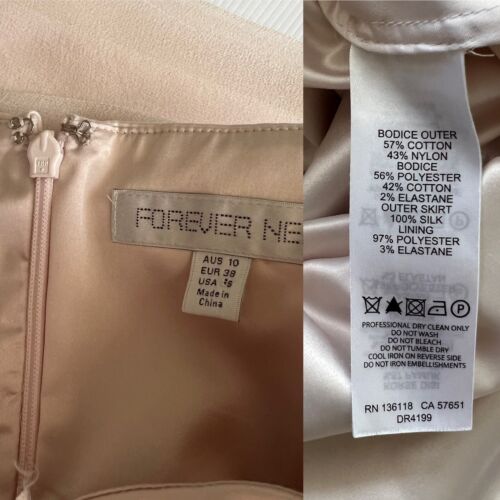 FOREVER NE
AUS 10
EUR 38
USA
Made in
China
BODICE OUTER
57% COTTON
43% NYLON
BODICE
56% POLYESTER
42% COTTON
2% ELASTANE
OUTER SKIRT
100% SILK
LINING
97% POLYESTER
3% ELASTANE
P
PROFESSIONAL DRY CLEAN ONLY
DO NOT WASH
DO NOT BLEACH
DO NOT TUMBLE DRY
COOL IRON ON REVERSE SIDE
DO NOT IRON EMBELLISHMENTS
RN 136118 CA 57651
DR4199